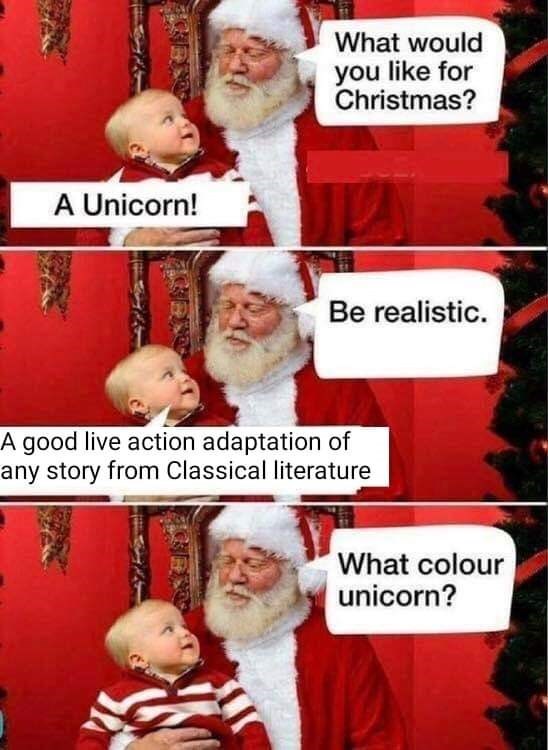 What would
you like for
Christmas?
A Unicorn!
Be realistic.
A good live action adaptation of
any story from Classical literature
What colour
unicorn?